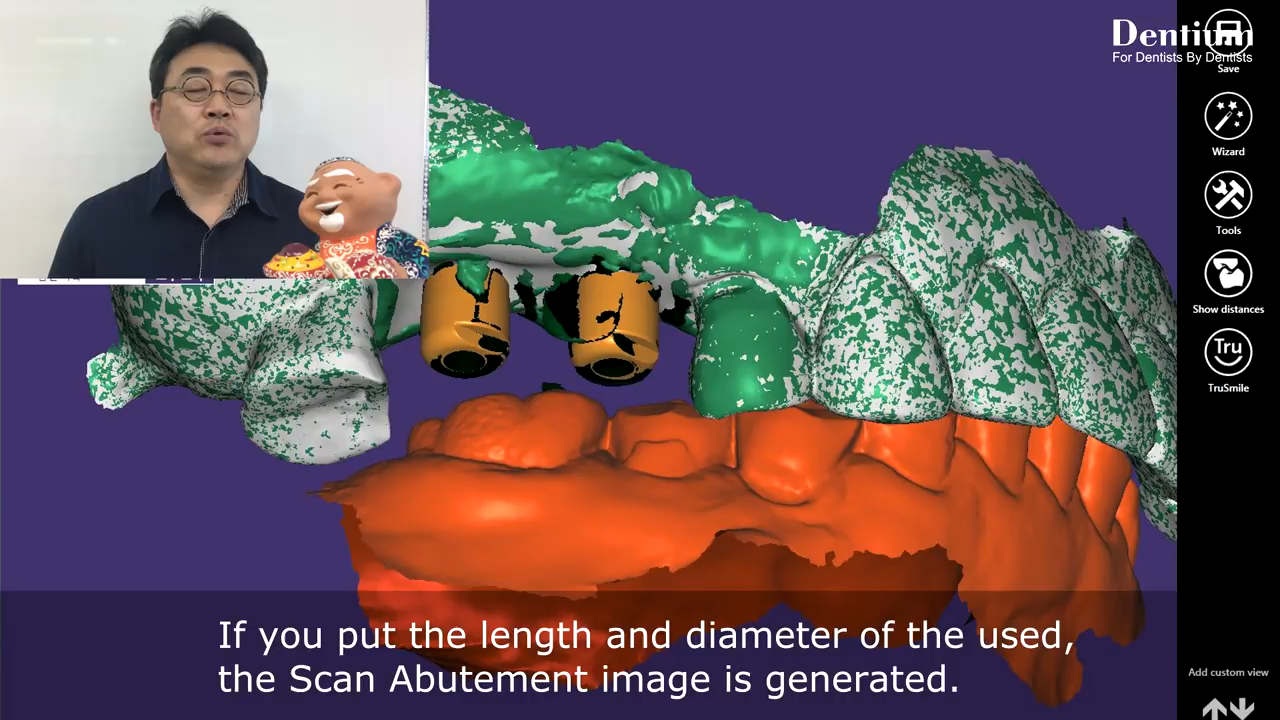 Dentium
For Dentists By Dentists
Save
Wizard
Tools
Show distances
Tru
TruSmile
Add custom view
If you put the length and diameter of the used,
the Scan Abutement image is generated.